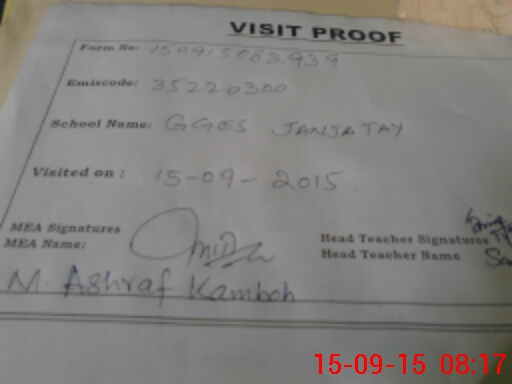 VISIT PROOF
Form No: 150915082939
Emiscode: 35220300
School Name: GGES JANJATAY
Visited on : 15-09-2015
MEA Signatures
MEA Name:
M. Ashraf Kamboh
Head Teacher Signatures
Head Teacher Name
15-09-15 08:17